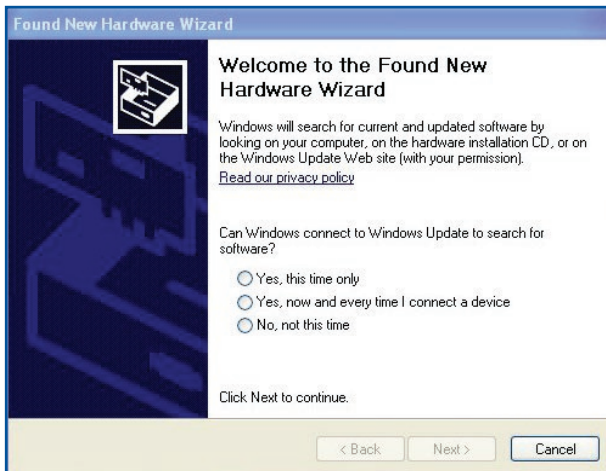 Found New Hardware Wizard
Welcome to the Found New
Hardware Wizard
Windows will search for current and updated software by
looking on your computer, on the hardware installation CD, or on
the Windows Update Web site (with your permission).
Read our privacy policy
Can Windows connect to Windows Update to search for
software?
Yes, this time only
Yes, now and every time I connect a device
No, not this time
Click Next to continue.
< Back Next > Cancel